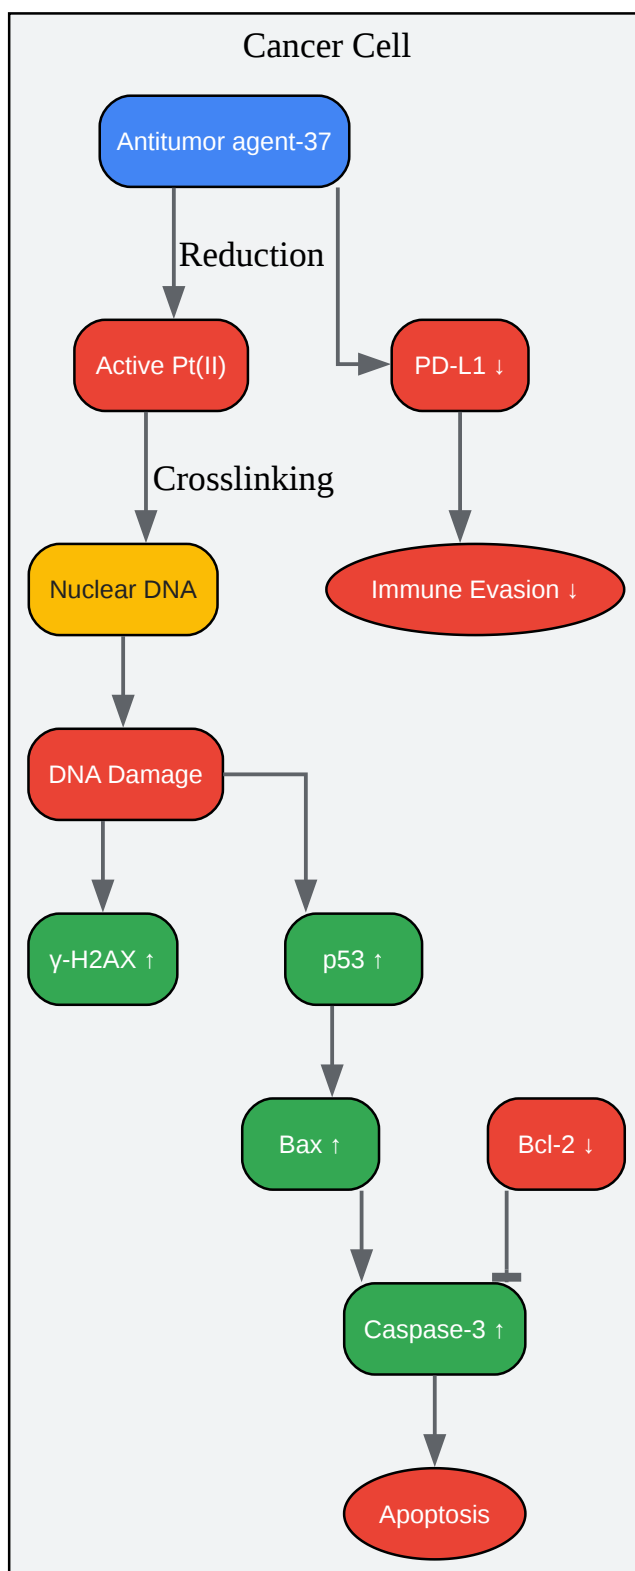 Cancer Cell
Antitumor agent-37
Reduction
Active Pt(II)
PD-L1 ↓
Crosslinking
Nuclear DNA
Immune Evasion ↓
DNA Damage
γ-H2AX ↑
p53 ↑
Bax ↑
Bcl-2 ↓
Caspase-3 ↑
Apoptosis